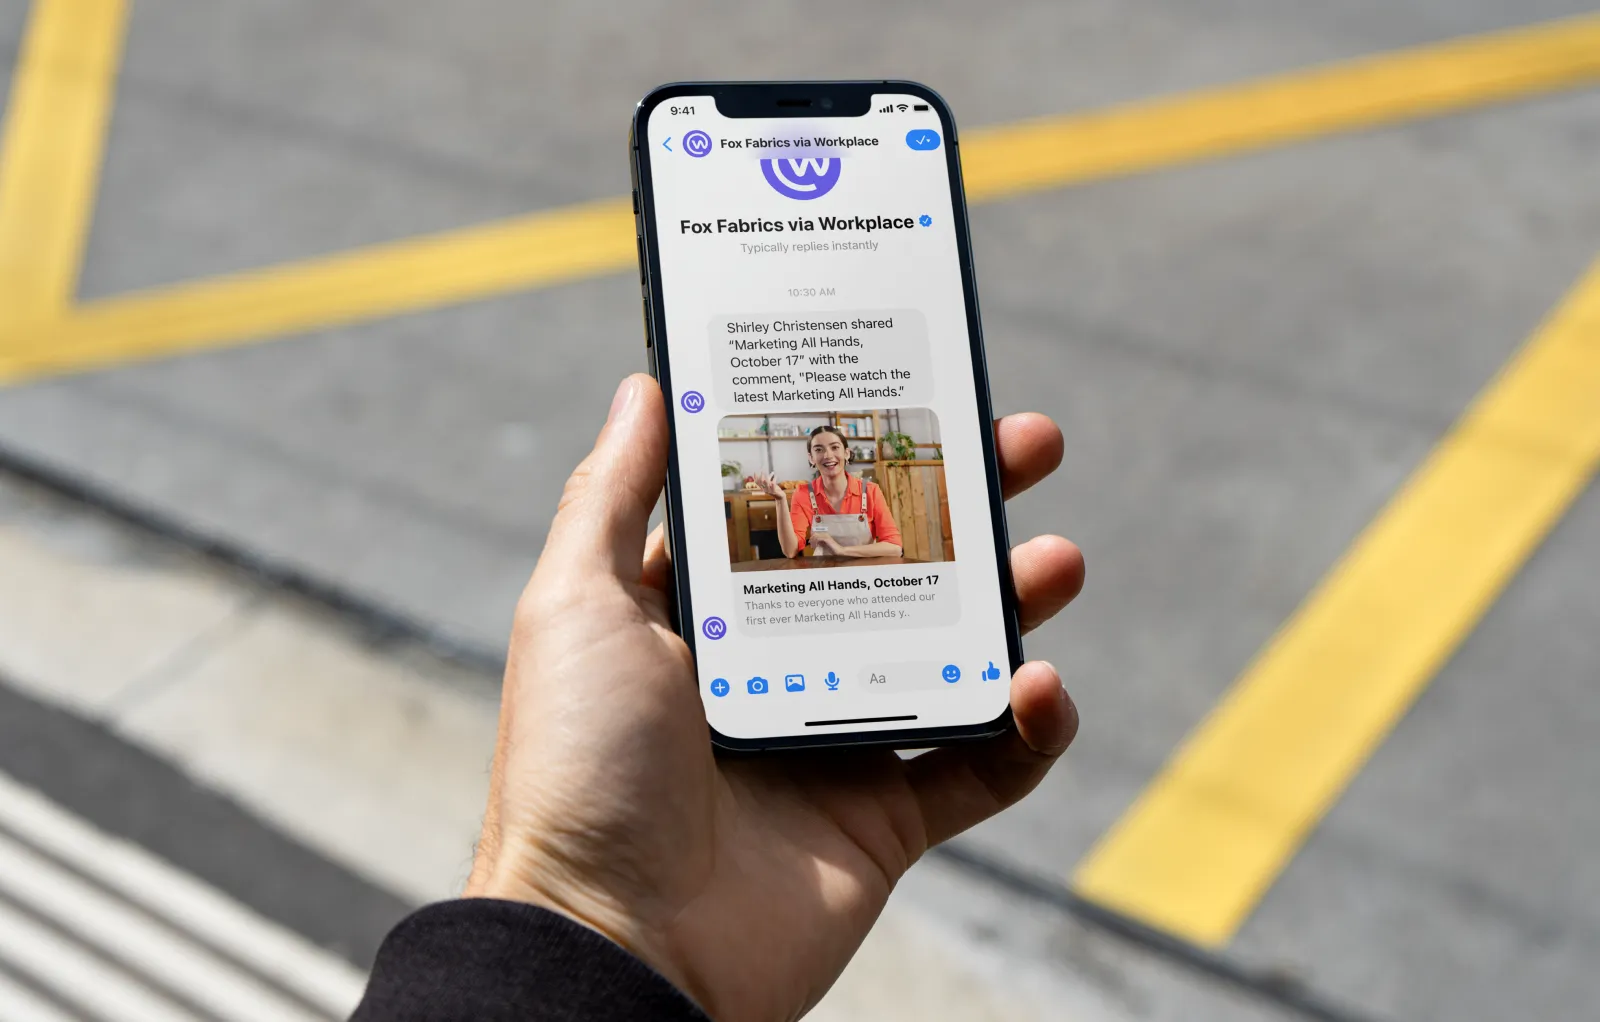 9:41
Fox Fabrics via Workplace
Fox Fabrics via Workplace
Typically replies instantly
10:30 AM
Shirley Christensen shared
“Marketing All Hands,
October 17” with the
comment, "Please watch the
latest Marketing All Hands.”
Marketing All Hands, October 17
Thanks to everyone who attended our
first ever Marketing All Hands y..
Aa